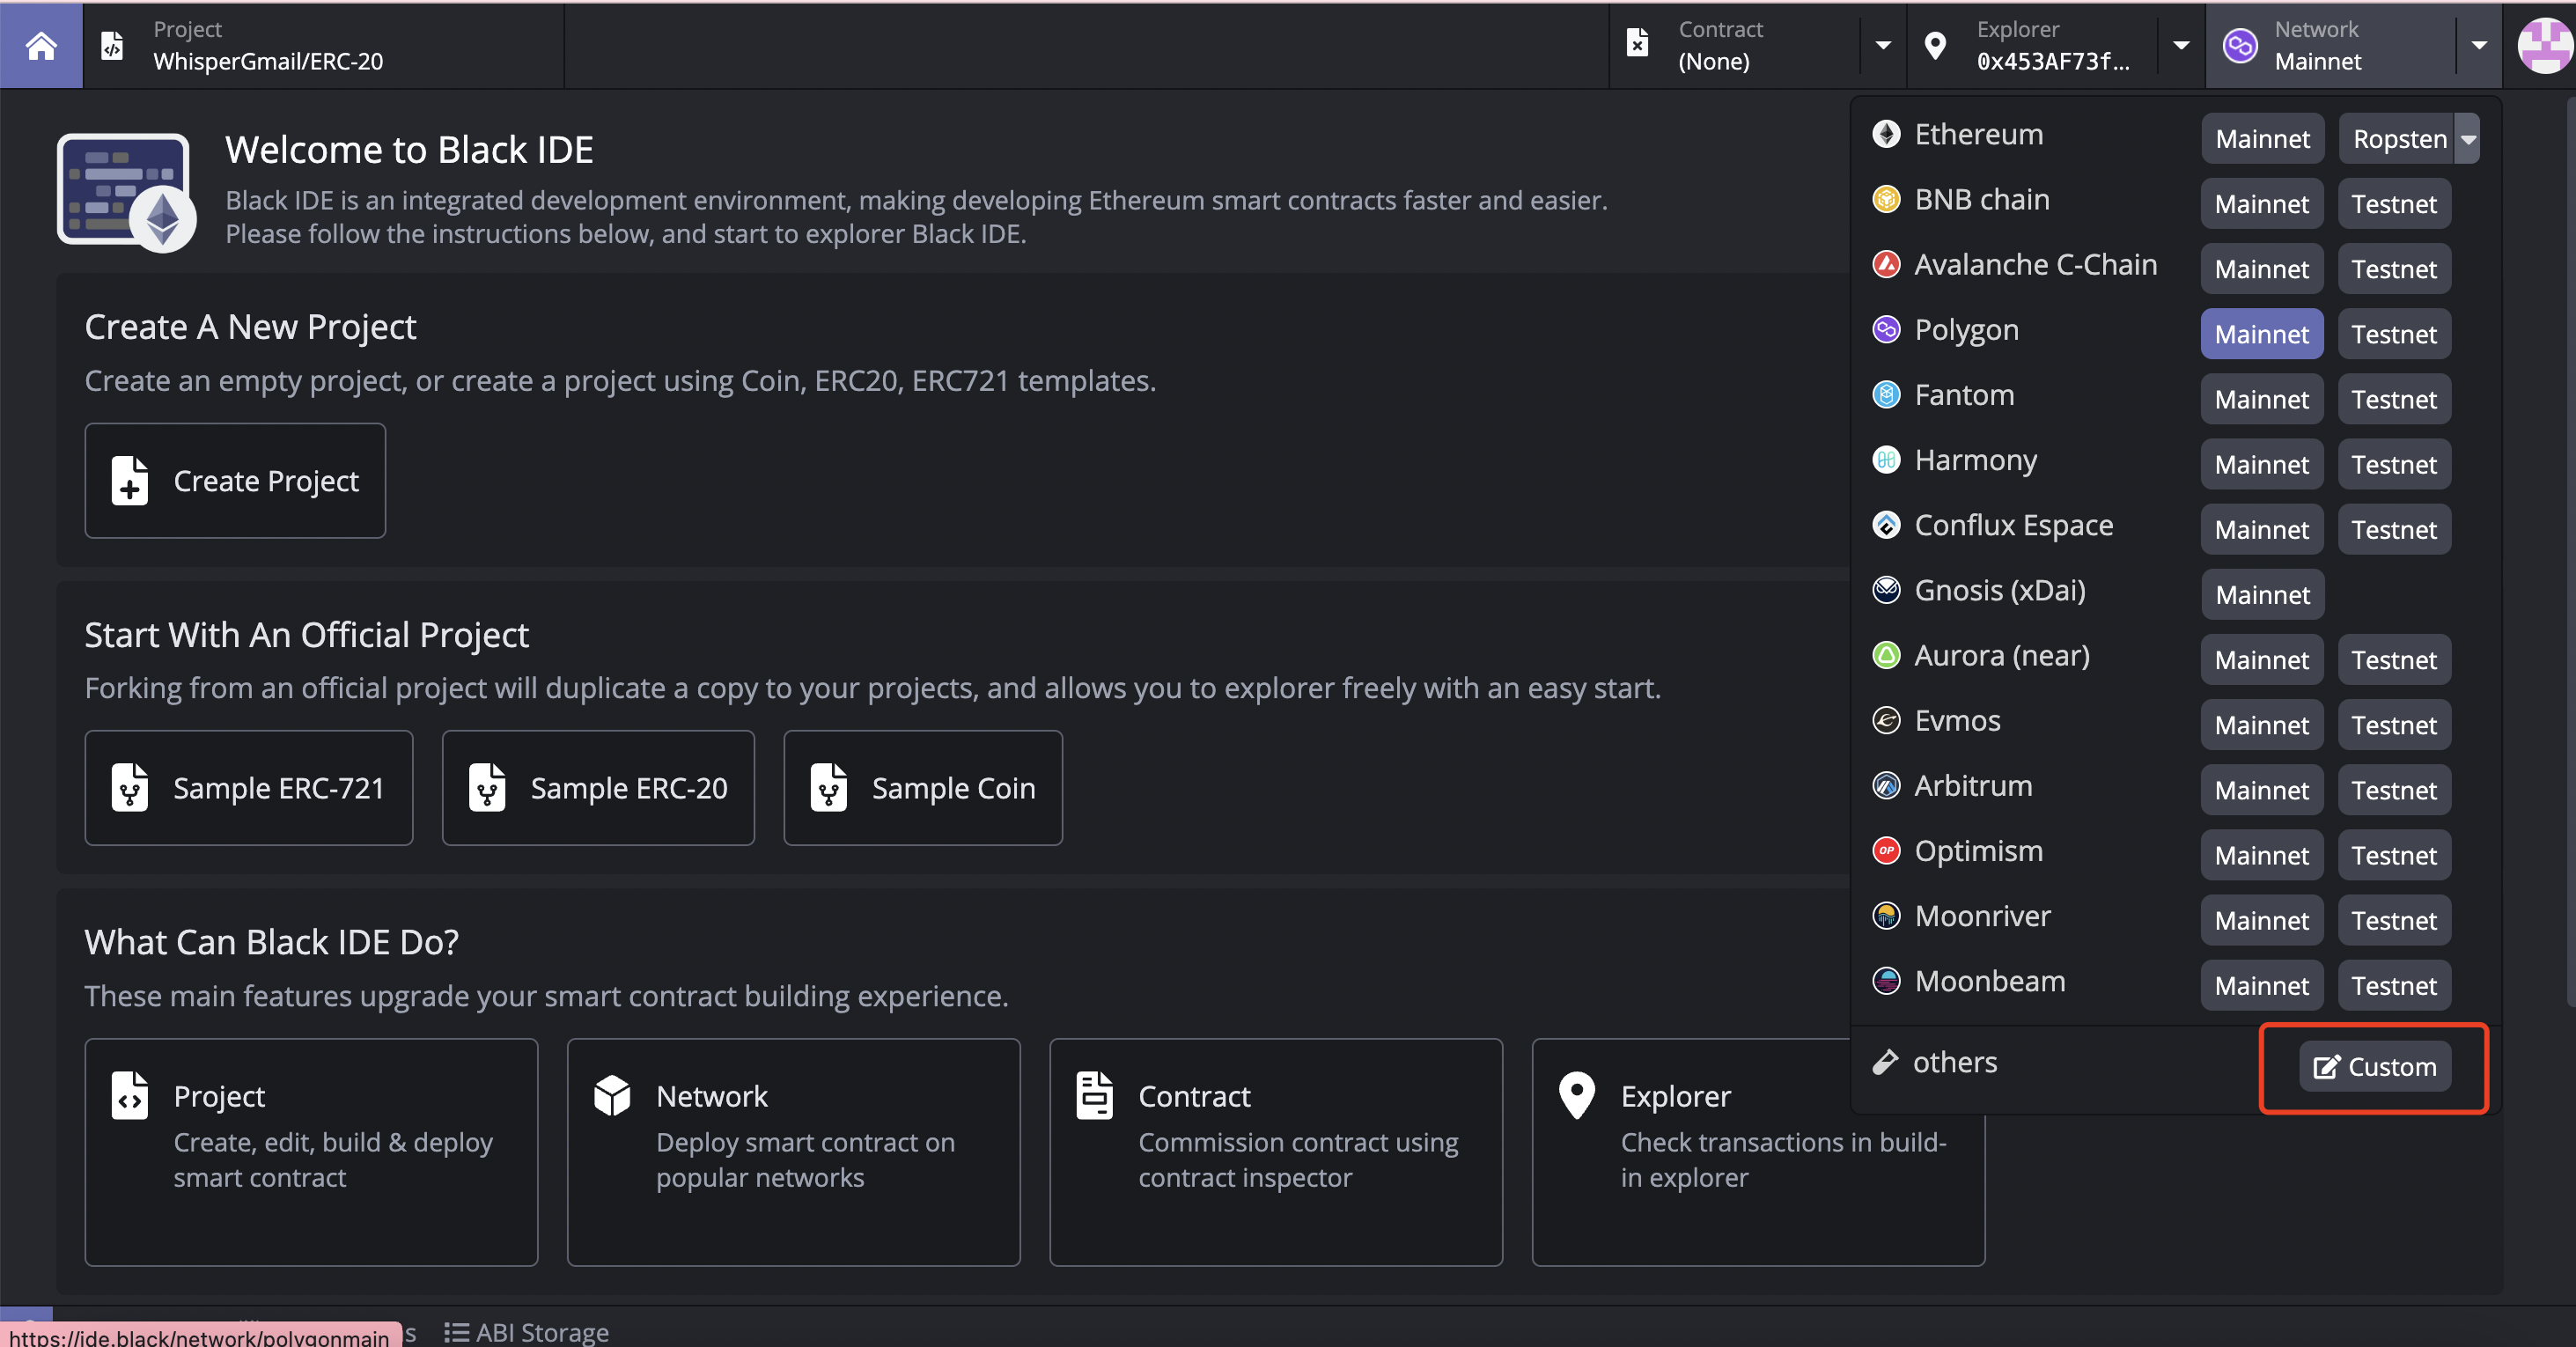 Project
WhisperGmail/ERC-20
Contract
(None)
Explorer
0x453AF73f...
Network
Mainnet
Welcome to Black IDE
Black IDE is an integrated development environment, making developing Ethereum smart contracts faster and easier.
Please follow the instructions below, and start to explorer Black IDE.
Create A New Project
Create an empty project, or create a project using Coin, ERC20, ERC721 templates.
Create Project
Start With An Official Project
Forking from an official project will duplicate a copy to your projects, and allows you to explorer freely with an easy start.
Sample ERC-721
Sample ERC-20
Sample Coin
What Can Black IDE Do?
These main features upgrade your smart contract building experience.
Project
Create, edit, build & deploy
smart contract
Network
Deploy smart contract on
popular networks
Contract
Commission contract using
contract inspector
Explorer
Check transactions in build-
in explorer
Ethereum Mainnet Ropsten
BNB chain Mainnet Testnet
Avalanche C-Chain Mainnet Testnet
Polygon Mainnet Testnet
Fantom Mainnet Testnet
Harmony Mainnet Testnet
Conflux Espace Mainnet Testnet
Gnosis (xDai) Mainnet
Aurora (near) Mainnet Testnet
Evmos Mainnet Testnet
Arbitrum Mainnet Testnet
Optimism Mainnet Testnet
OP
Moonriver Mainnet Testnet
Moonbeam Mainnet Testnet
others Custom
https://ide.black/network/polygonmain
ABI Storage